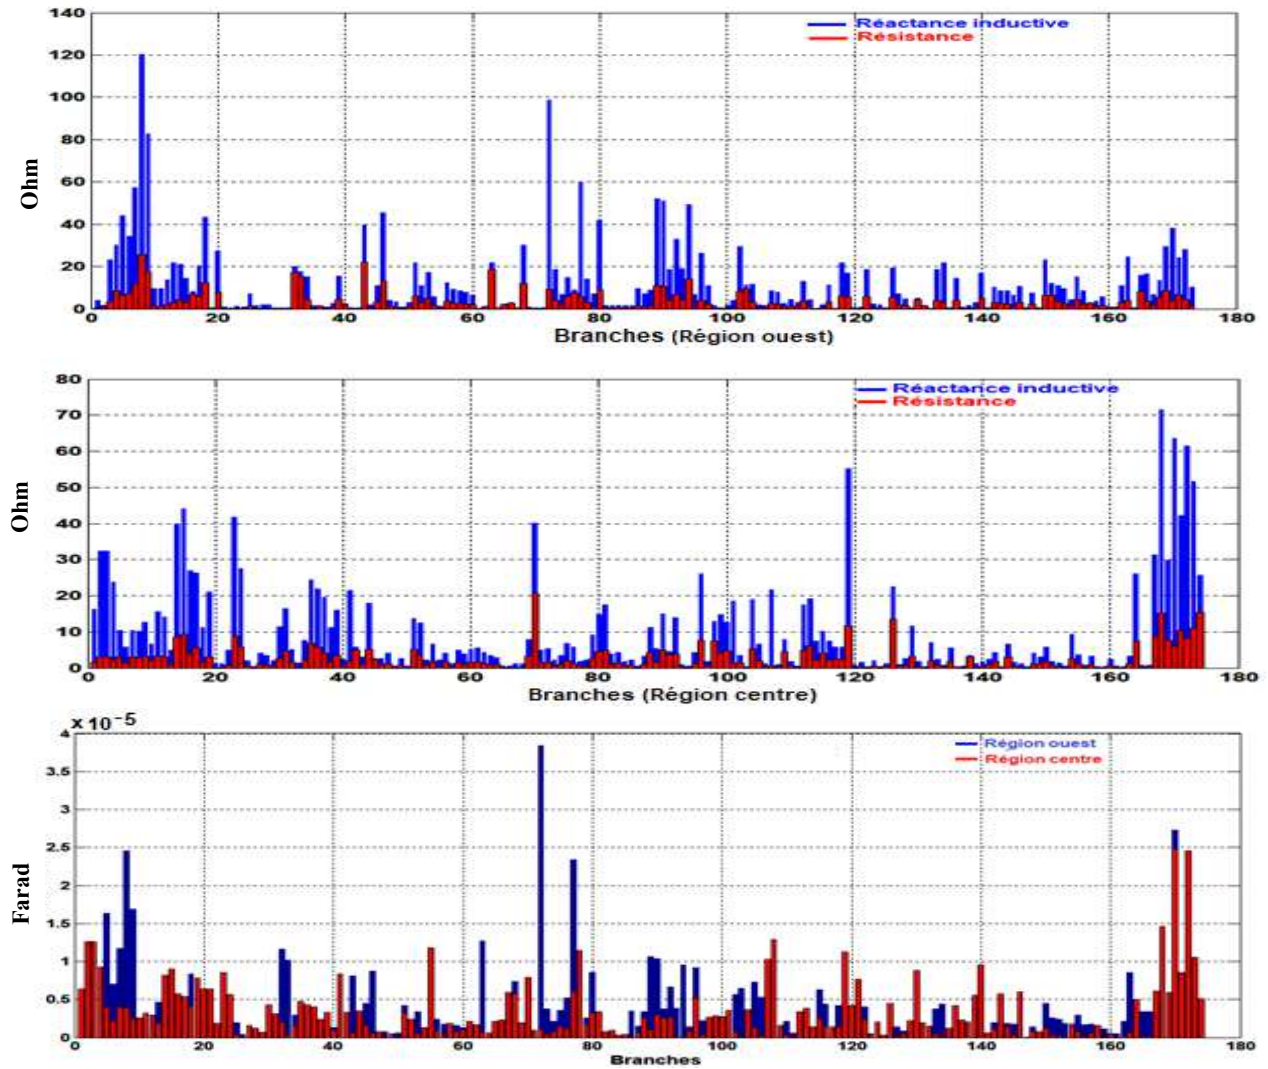 140
120
100
80
60
40
20
0
Ohm
Réactance inductive
Résistance
0 20 40 60 80 100 120 140 160 180
Branches (Région ouest)
80
70
60
50
40
30
20
10
0
Ohm
Réactance inductive
Résistance
0 20 40 60 80 100 120 140 160 180
Branches (Région centre)
x 10-5
4
3.5
3
2.5
2
1.5
1
0.5
0
Farad
Région ouest
Région centre
0 20 40 60 80 100 120 140 160 180
Branches